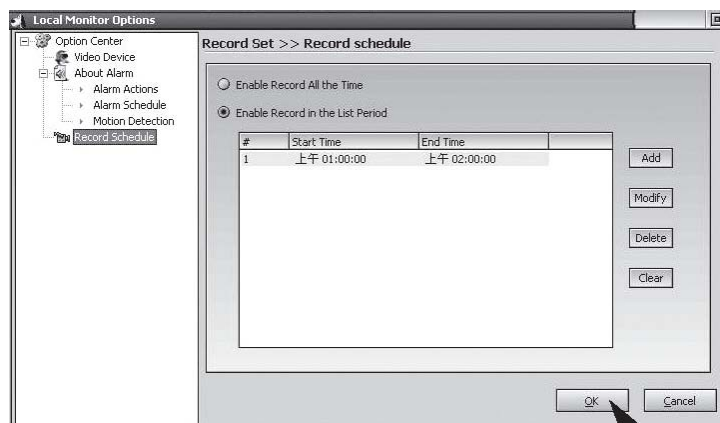 Local Monitor Options
Option Center
Video Device
About Alarm
Alarm Actions
Alarm Schedule
Motion Detection
Record Schedule
Record Set >> Record schedule
Enable Record All the Time
Enable Record in the List Period
# Start Time End Time
1 上午 01:00:00 上午 02:00:00
Add
Modify
Delete
Clear
OK Cancel